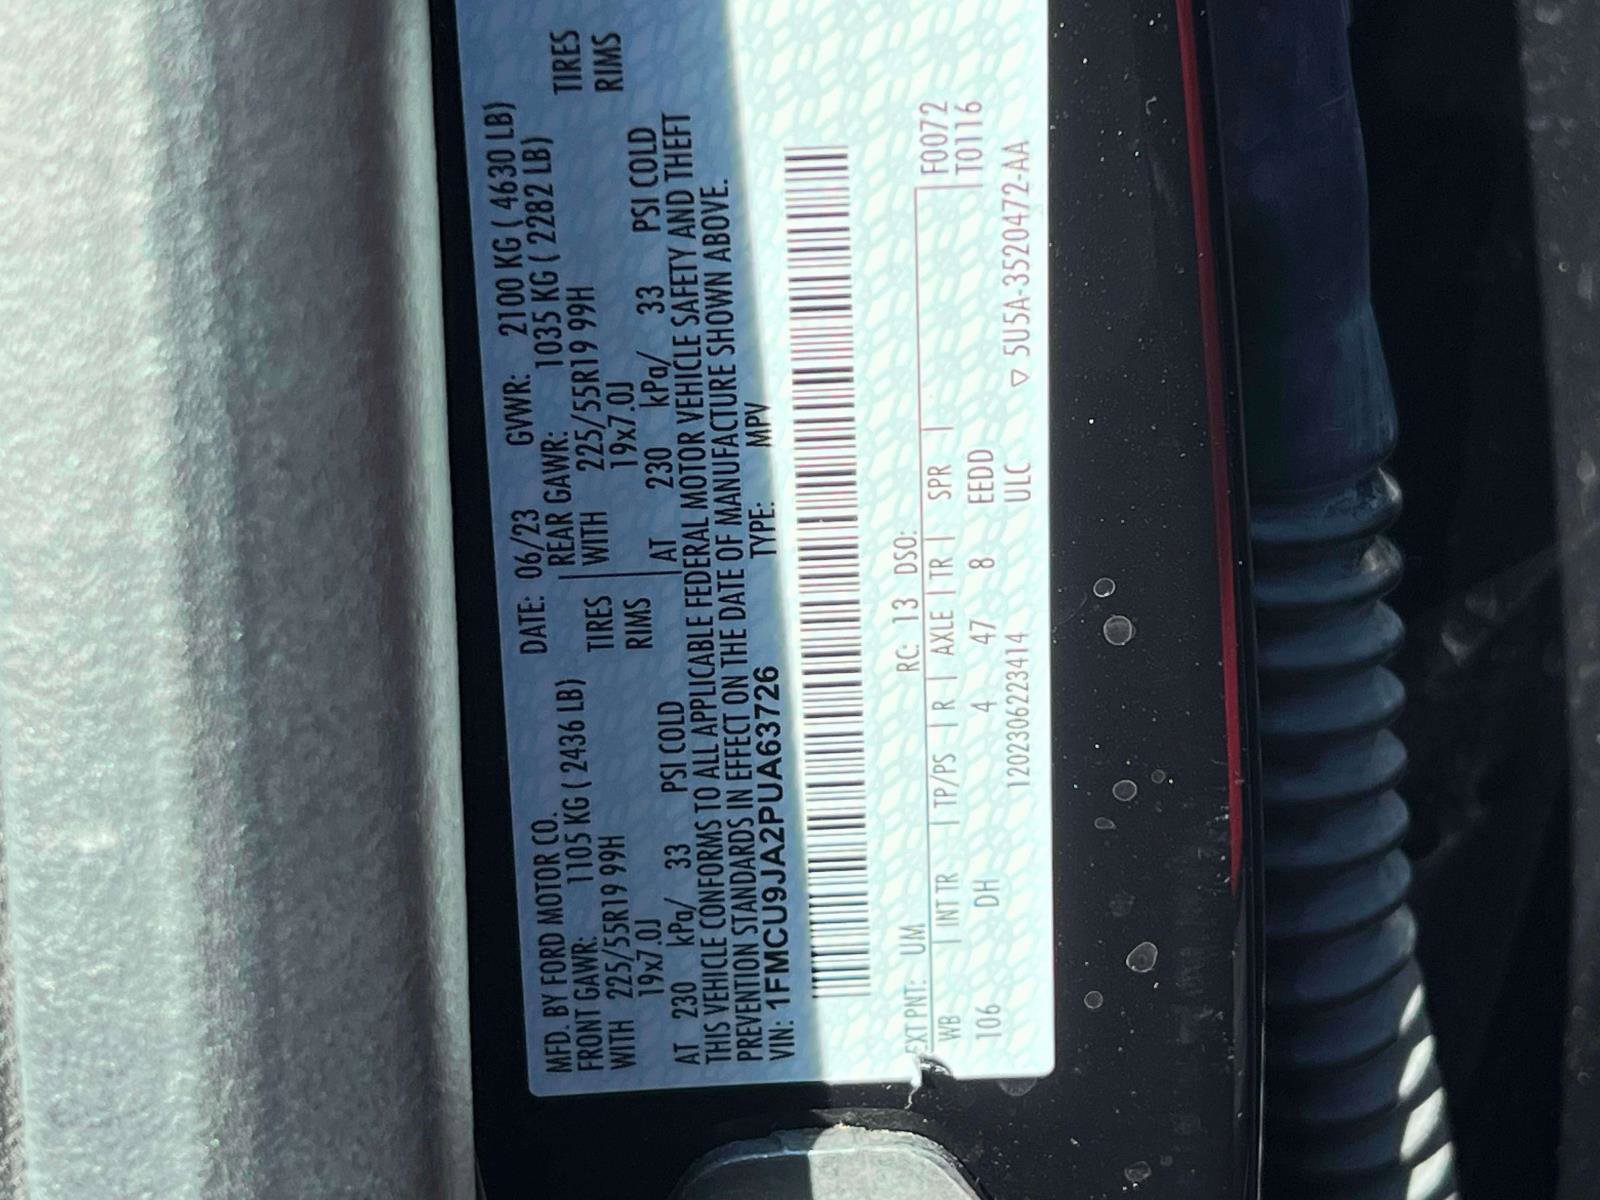 MFD. BY FORD MOTOR CO. DATE: 06/23 GVWR: 2100 KG ( 4630 LB)
FRONT GAWR: 1105 KG ( 2436 LB) REAR GAWR: 1035 KG ( 2282 LB)
WITH 225/55R19 99H TIRES WITH 225/55R19 99H TIRES
19x7.0J RIMS 19x7.0J RIMS
AT 230 kPa/ 33 PSI COLD AT 230 kPa/ 33 PSI COLD
THIS VEHICLE CONFORMS TO ALL APPLICABLE FEDERAL MOTOR VEHICLE SAFETY AND THEFT
PREVENTION STANDARDS IN EFFECT ON THE DATE OF MANUFACTURE SHOWN ABOVE.
VIN: 1FMCU9JA2PUA63726 TYPE: MPV
EXT PNT: UM RC: 13 DSO: F0072
WB | INT TR | TP/PS | R | AXLE | TR | SPR | T0116
106 DH 4 47 8 EEDD
12023062234​14 ULC ▽ 5U5A-3520472-AA